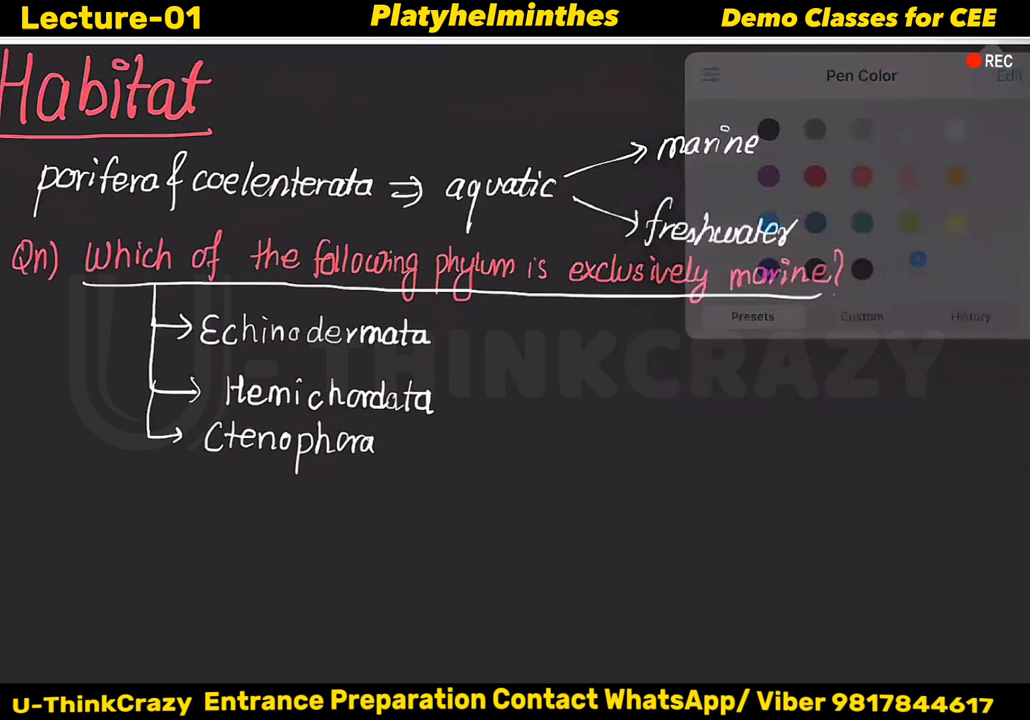 Lecture-01 Platyhelminthes Demo Classes for CEE
REC
Habitat
Pen Color Edit
porifera & coelenterata ⇒ aquatic → marine
→ freshwater
Qn) Which of the following phylum is exclusively marine?
Presets Custom History
→ Echinodermata
U-THINKCRAZY
→ Hemichordata
→ Ctenophora
U-ThinkCrazy Entrance Preparation Contact WhatsApp/ Viber 9817844617